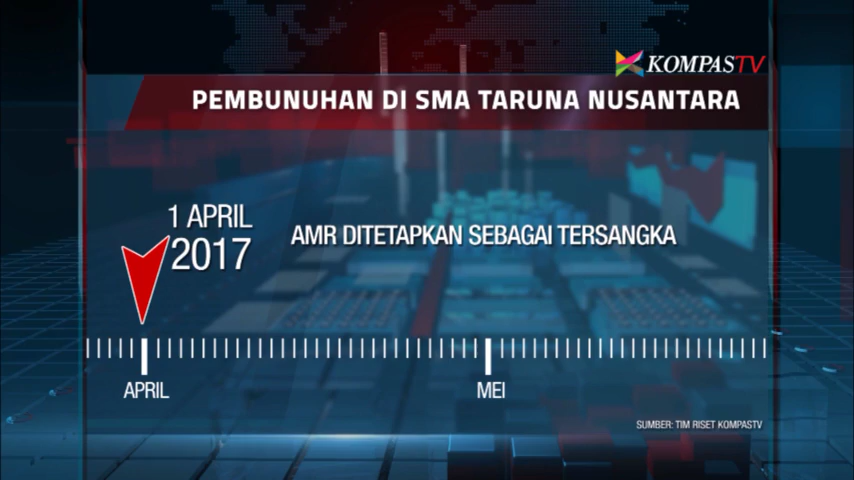 KOMPASTV
PEMBUNUHAN DI SMA TARUNA NUSANTARA
1 APRIL
2017
AMR DITETAPKAN SEBAGAI TERSANGKA
APRIL
MEI
SUMBER: TIM RISET KOMPASTV